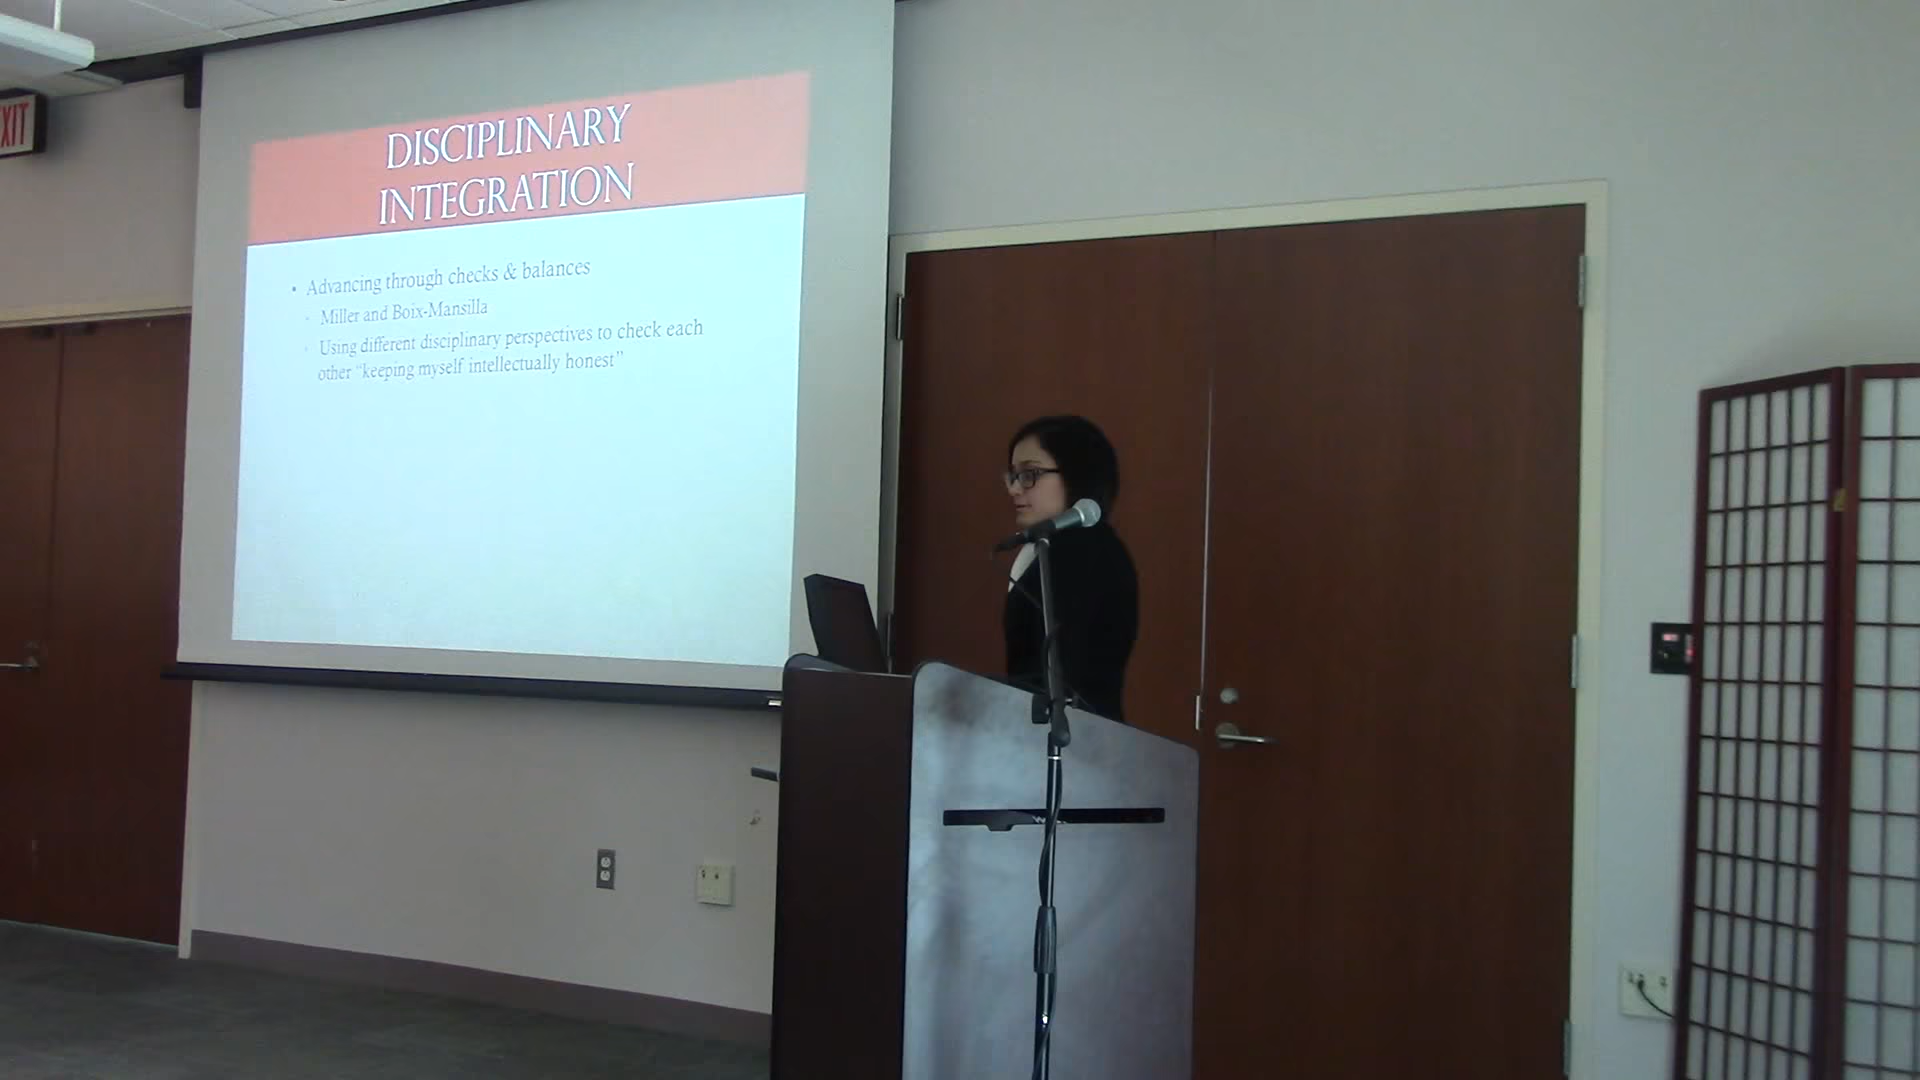 EXIT
DISCIPLINARY
INTEGRATION
• Advancing through checks & balances
- Miller and Boix-Mansilla
- Using different disciplinary perspectives to check each
other “keeping myself intellectually honest”